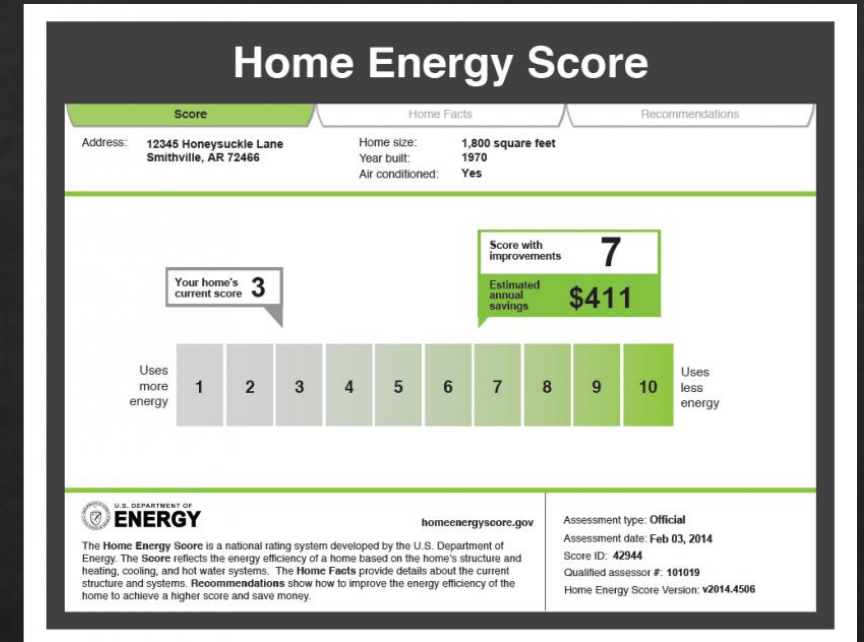 Home Energy Score
Score
Home Facts
Recommendations
Address: 12345 Honeysuckle Lane
Smithville, AR 72466
Home size: 1,800 square feet
Year built: 1970
Air conditioned: Yes
Your home's
current score 3
Score with
improvements 7
Estimated
annual
savings $411
Uses
more
energy
1 2 3 4 5 6 7 8 9 10
Uses
less
energy
U.S. DEPARTMENT OF
ENERGY
homeenergyscore.gov
The Home Energy Score is a national rating system developed by the U.S. Department of
Energy. The Score reflects the energy efficiency of a home based on the home's structure and
heating, cooling, and hot water systems. The Home Facts provide details about the current
structure and systems. Recommendations show how to improve the energy efficiency of the
home to achieve a higher score and save money.
Assessment type: Official
Assessment date: Feb 03, 2014
Score ID: 42944
Qualified assessor #: 101019
Home Energy Score Version: v2014.4506